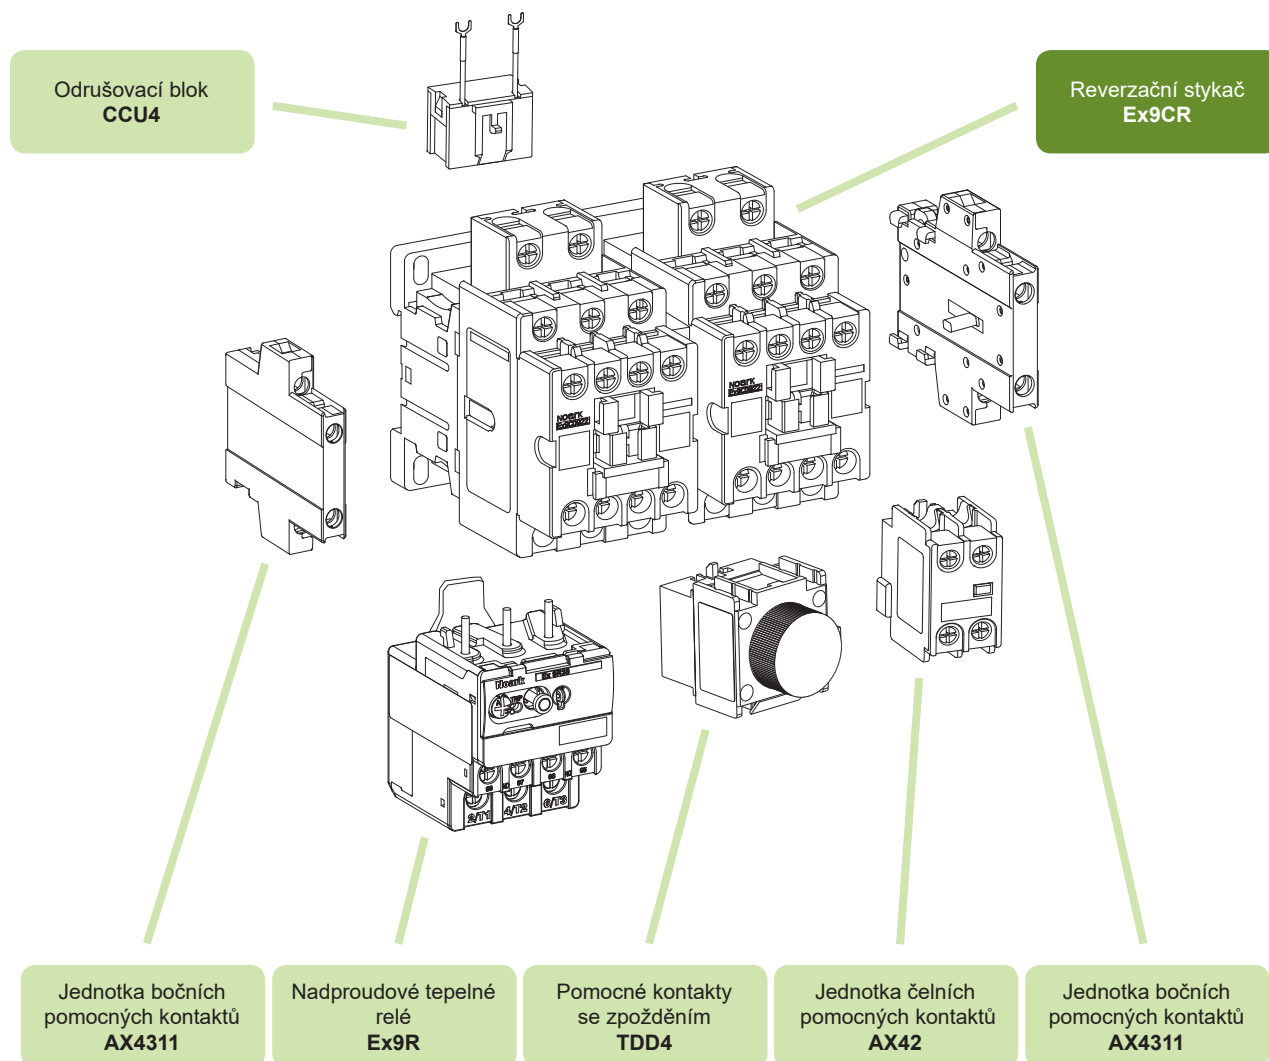 Odrušovací blok
CCU4
Reverzační stykač
Ex9CR
Noark
Noark
Noark
2/T1 4/T2 6/T3
Jednotka bočních
pomocných kontaktů
AX4311
Nadproudové tepelné
relé
Ex9R
Pomocné kontakty
se zpožděním
TDD4
Jednotka čelních
pomocných kontaktů
AX42
Jednotka bočních
pomocných kontaktů
AX4311